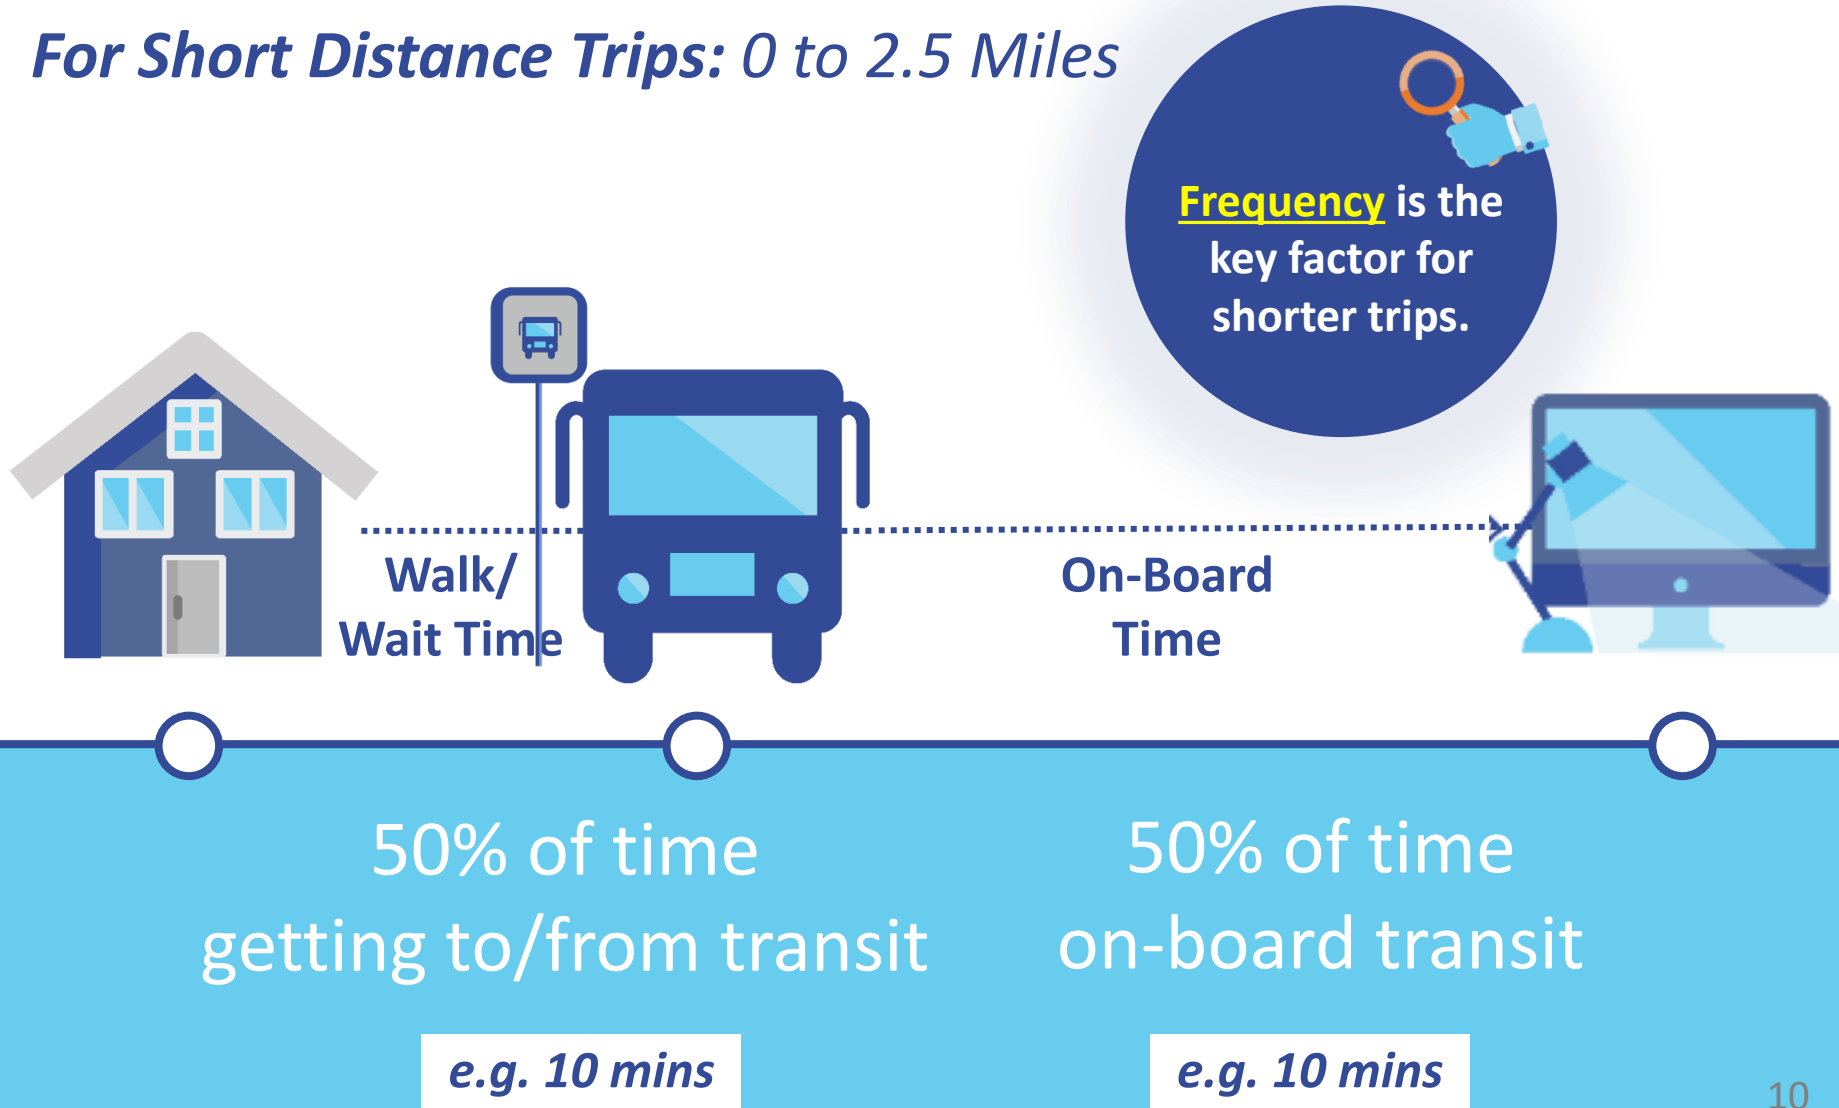 For Short Distance Trips: 0 to 2.5 Miles
Frequency is the
key factor for
shorter trips.
Walk/
Wait Time
On-Board
Time
50% of time
getting to/from transit
e.g. 10 mins
50% of time
on-board transit
e.g. 10 mins
10